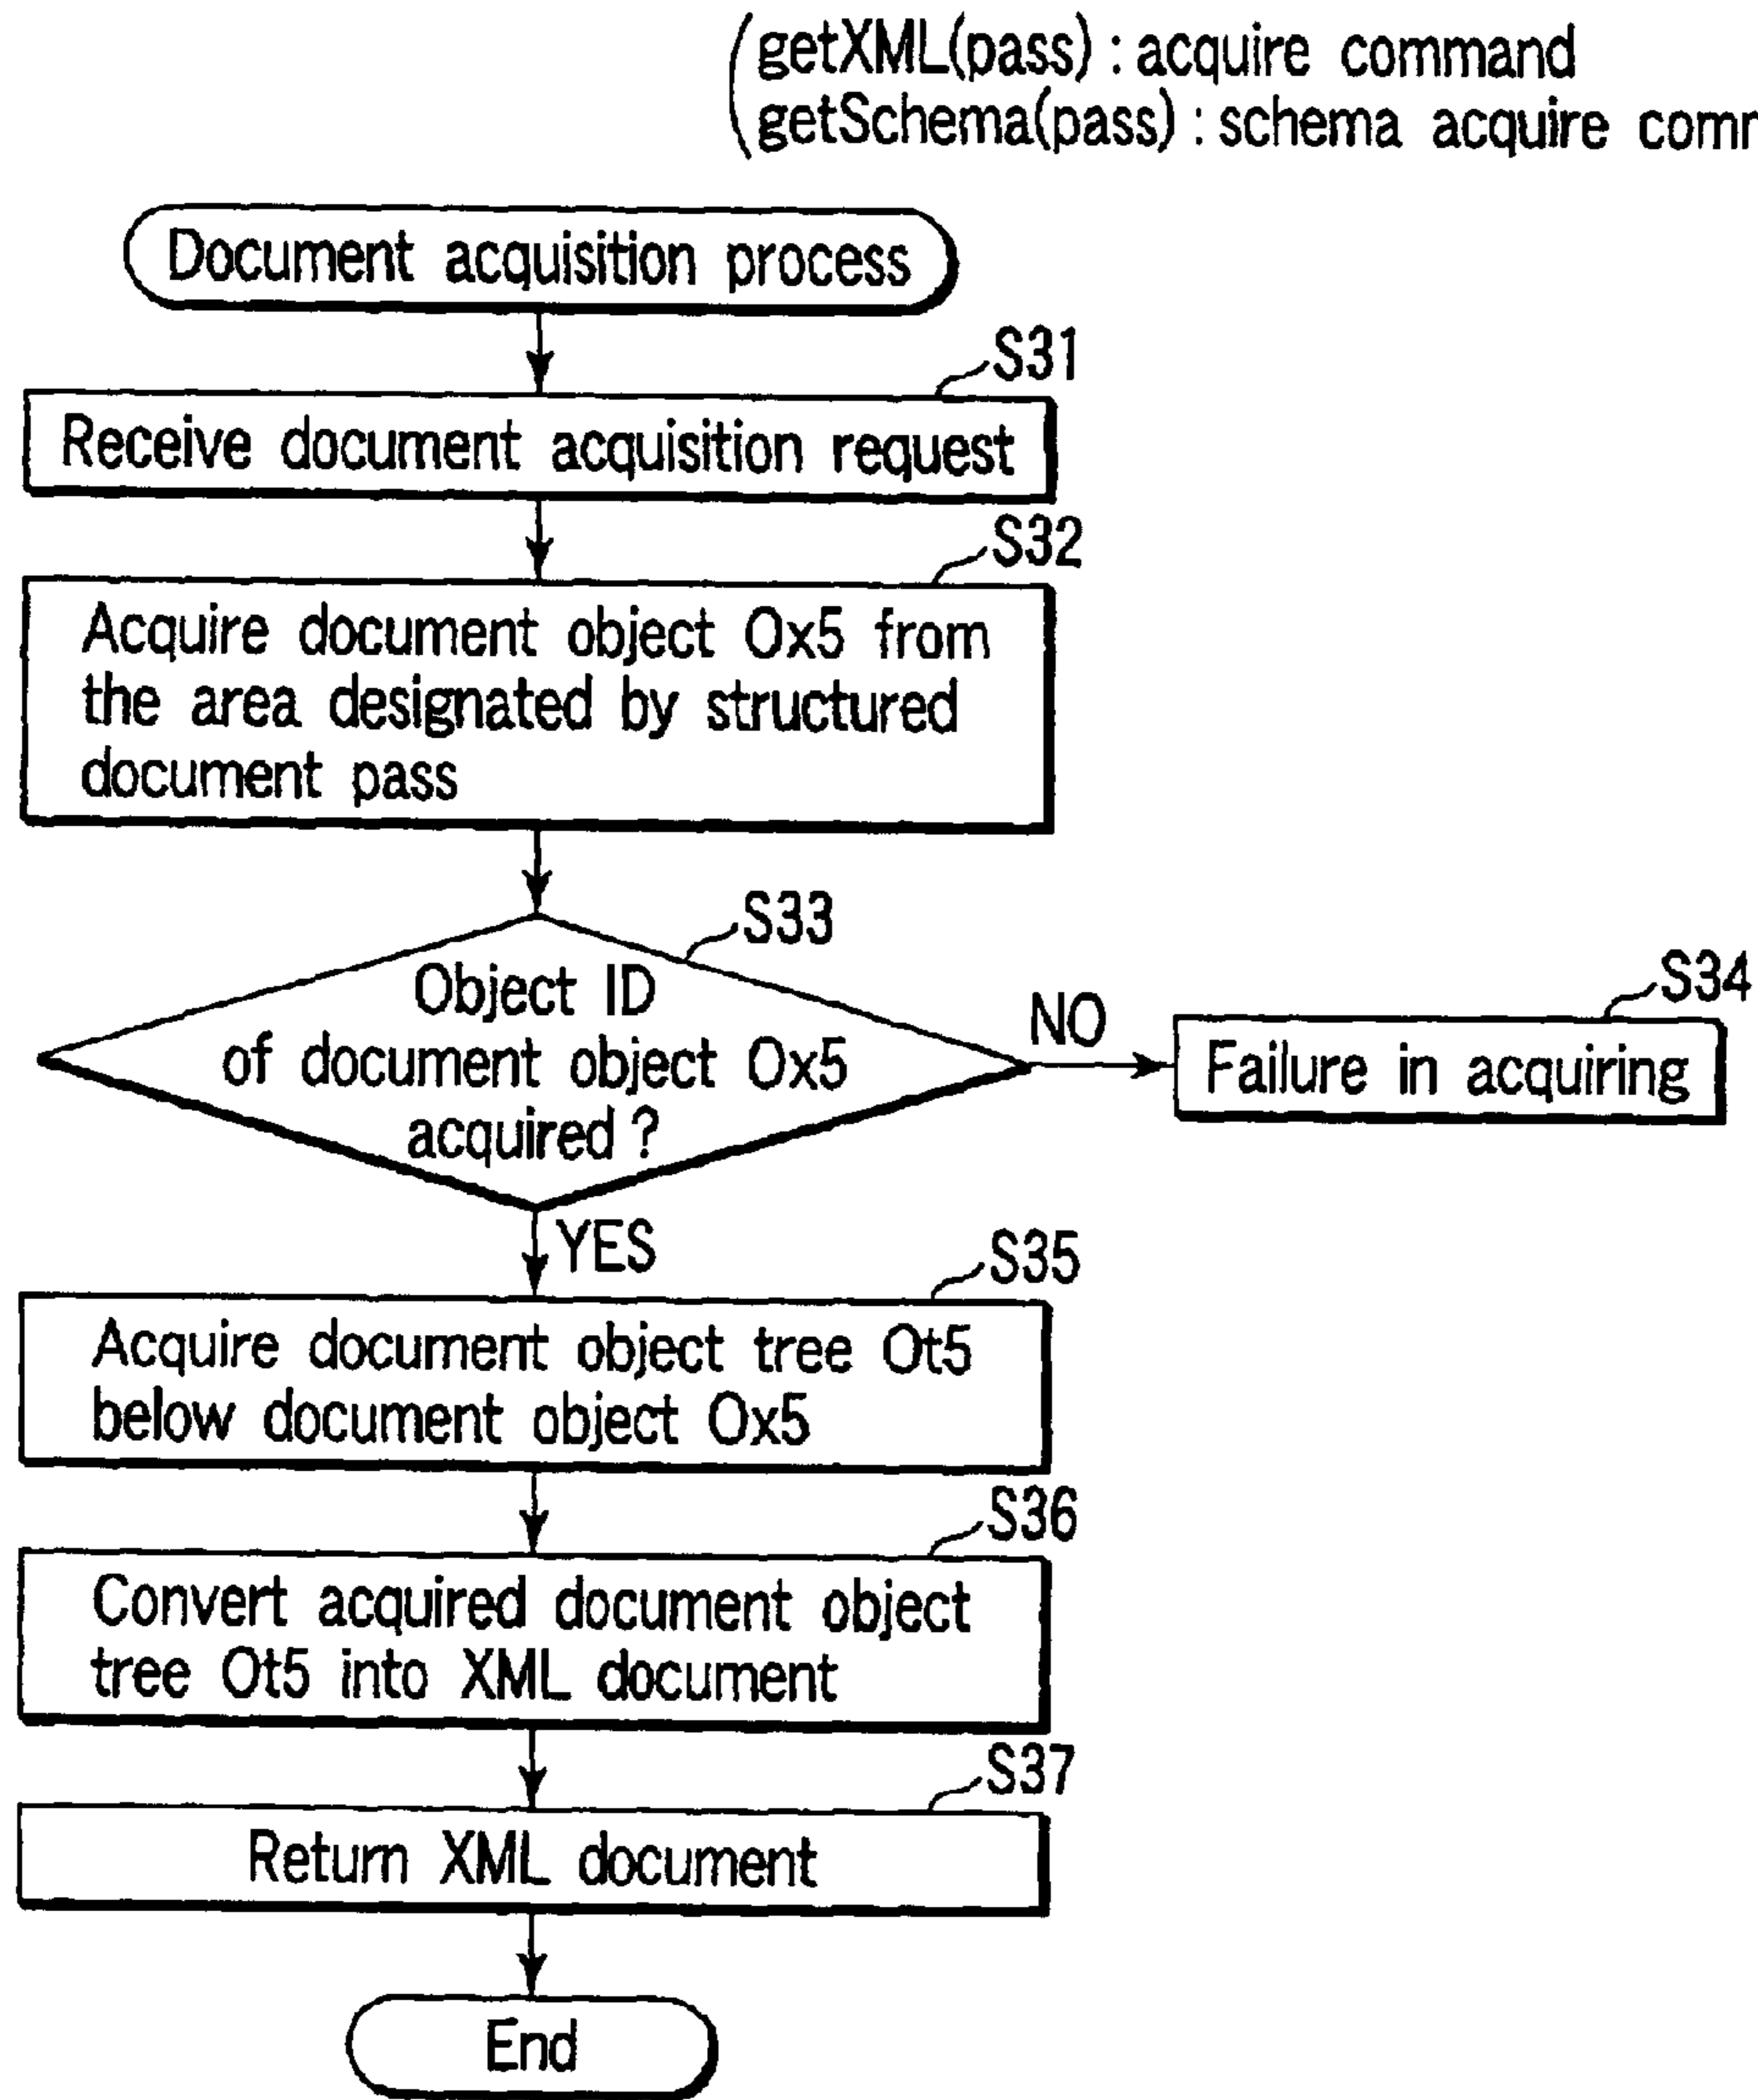 getXML(pass) : acquire command
getSchema(pass) : schema acquire
Document acquisition process
S31
Receive document acquisition request
S32
Acquire document object Ox5 from
the area designated by structured
document pass
S33
Object ID
of document object Ox5
acquired ?
NO
S34
Failure in acquiring
YES
S35
Acquire document object tree Ot5
below document object Ox5
S36
Convert acquired document object
tree Ot5 into XML document
S37
Return XML document
End